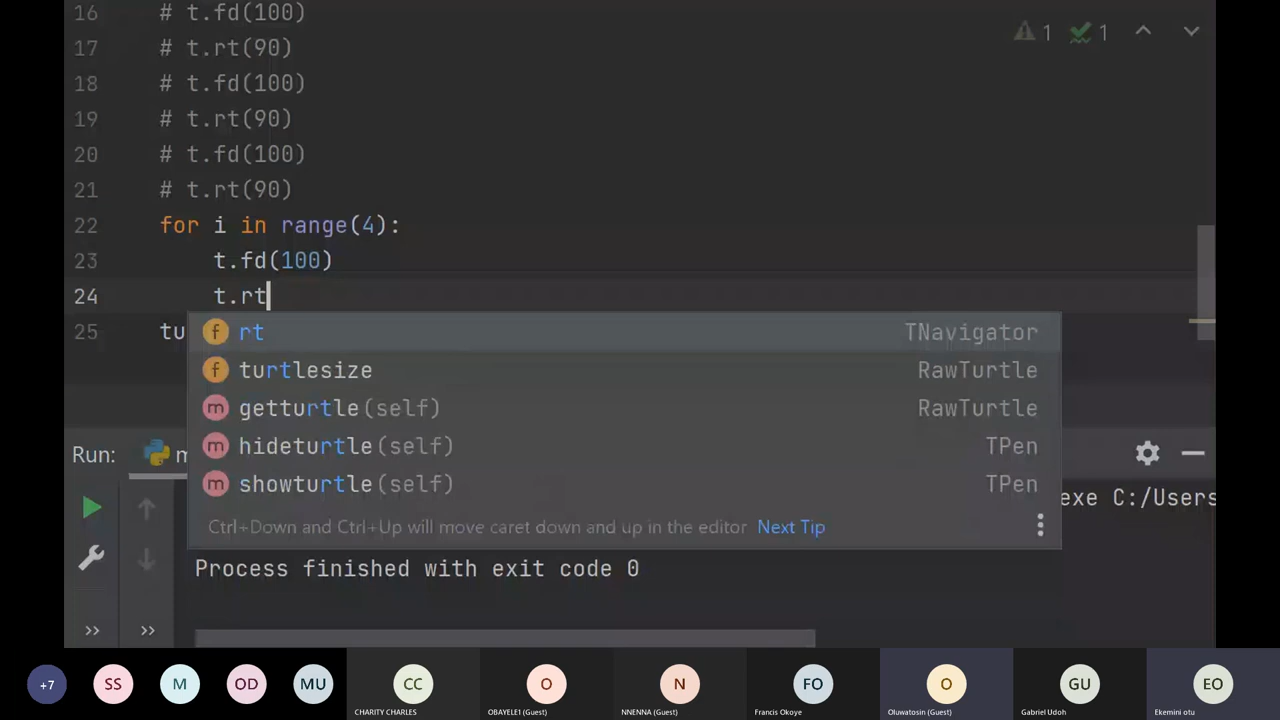 16 # t.fd(100)
17 # t.rt(90)
18 # t.fd(100)
19 # t.rt(90)
20 # t.fd(100)
21 # t.rt(90)
22 for i in range(4):
23 t.fd(100)
24 t.rt
25 tu
1 1
f rt TNavigator
f turtlesize RawTurtle
m getturtle(self) RawTurtle
m hideturtle(self) TPen
m showturtle(self) TPen
Ctrl+Down and Ctrl+Up will move caret down and up in the editor Next Tip
Run: m
exe C:/Users
Process finished with exit code 0
+7 SS M OD MU CC O N FO O GU EO
CHARITY CHARLES OBAYELE1 (Guest) NNENNA (Guest) Francis Okoye Oluwatosin (Guest) Gabriel Udoh Ekemini otu